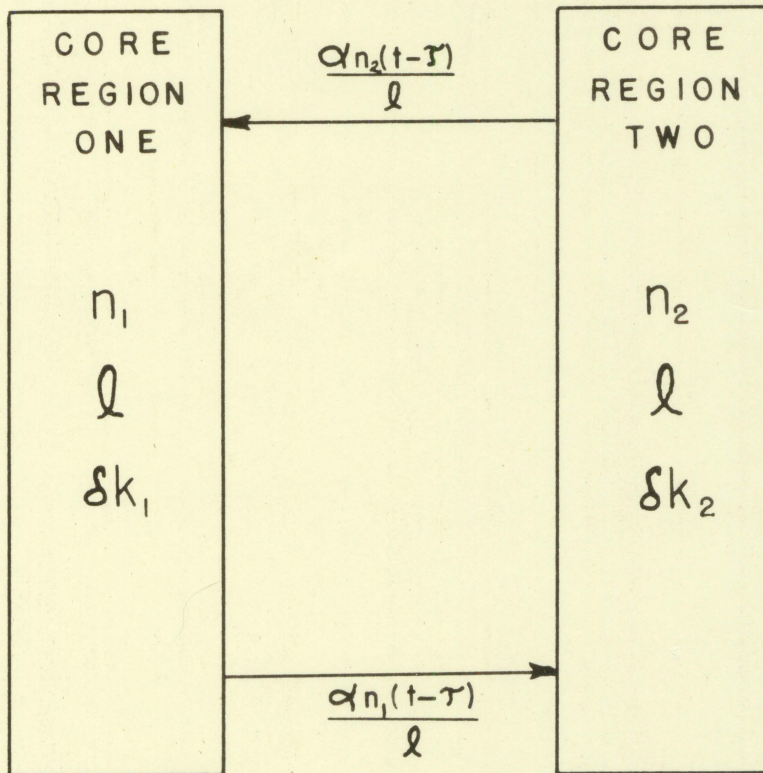 CORE
REGION
ONE
n₁
ℓ
δk₁
αn₂(t–τ)
ℓ
CORE
REGION
TWO
n₂
ℓ
δk₂
αn₁(t–τ)
ℓ